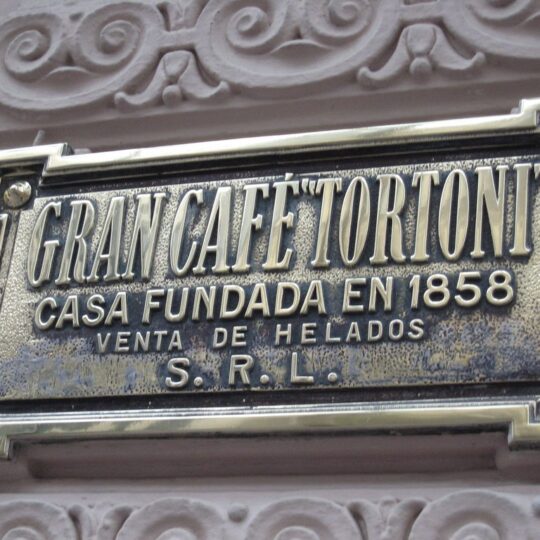 GRAN CAFÉ "TORTONI"
CASA FUNDADA EN 1858
VENTA DE HELADOS
S. R. L.